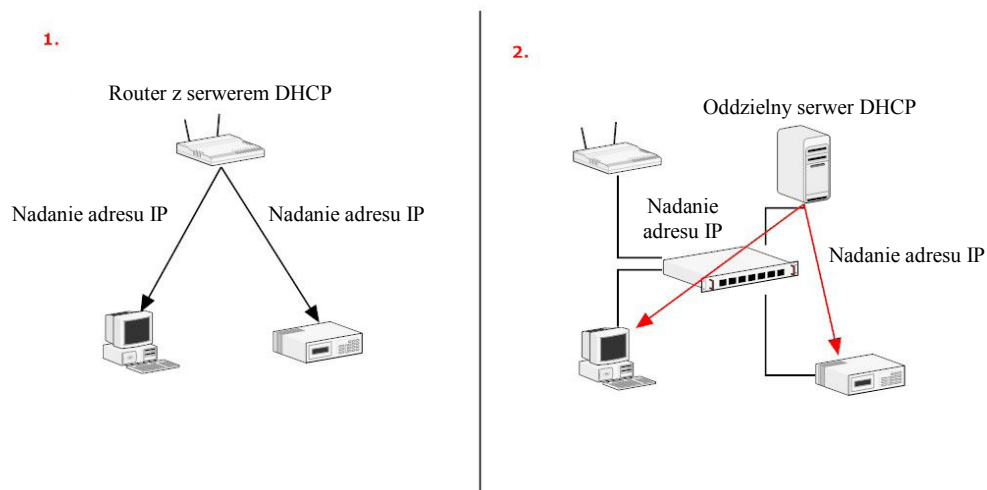 1.
Router z serwerem DHCP
Nadanie adresu IP
Nadanie adresu IP
2.
Oddzielny serwer DHCP
Nadanie
adresu IP
Nadanie adresu IP